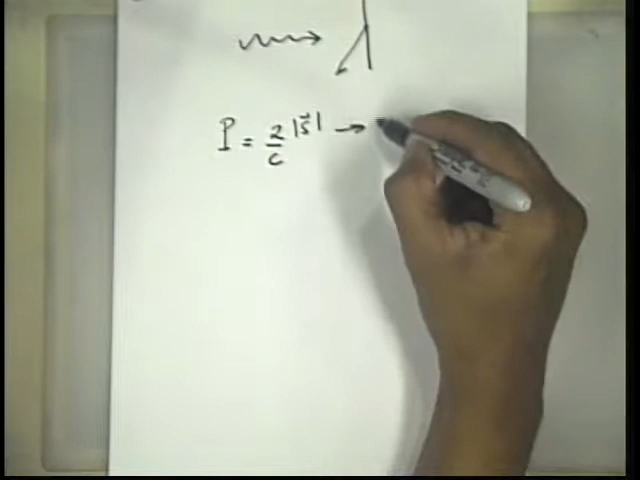 P = 2/c |S⃗| →